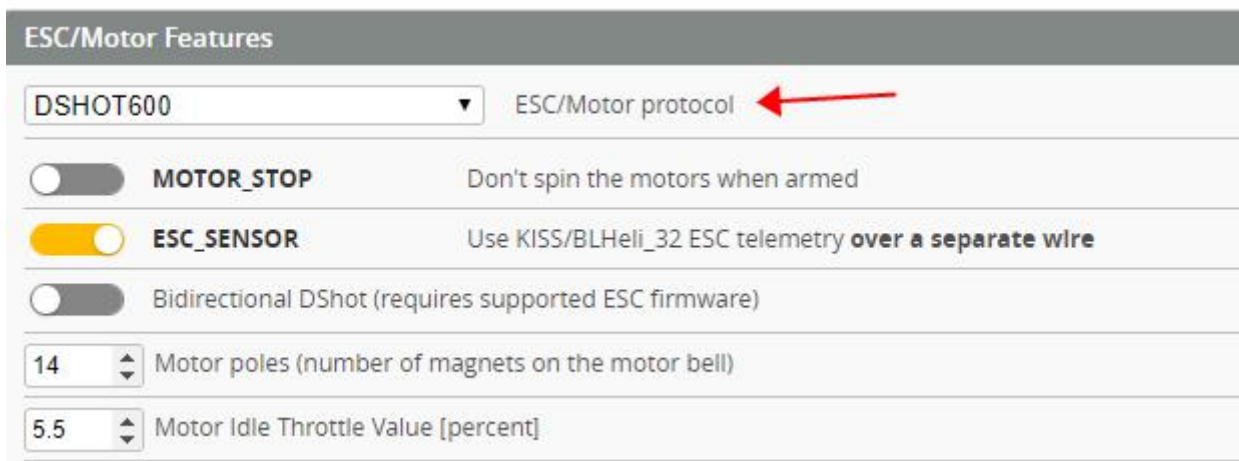 ESC/Motor Features
DSHOT600 ESC/Motor protocol
MOTOR_STOP Don't spin the motors when armed
ESC_SENSOR Use KISS/BLHeli_32 ESC telemetry over a separate wire
Bidirectional DShot (requires supported ESC firmware)
14 Motor poles (number of magnets on the motor bell)
5.5 Motor Idle Throttle Value [percent]